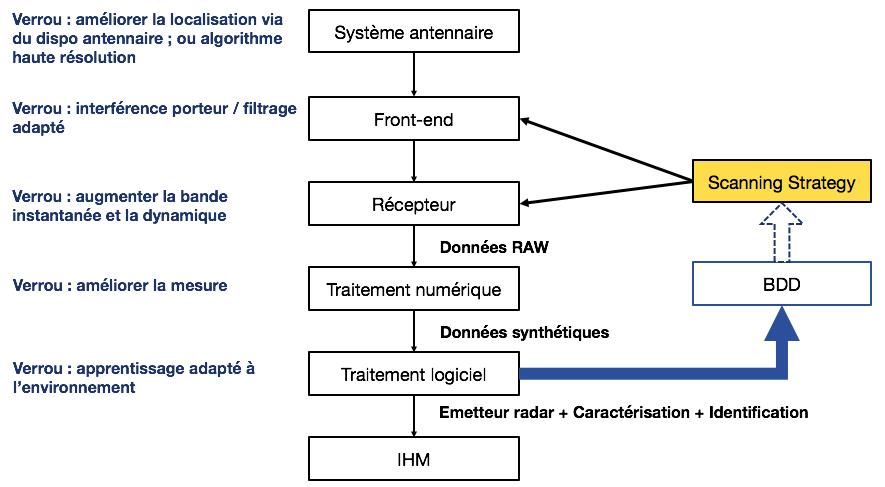 Verrou : améliorer la localisation via
du dispo antennaire ; ou algorithme
haute résolution
Système antennaire
Verrou : interférence porteur / filtrage
adapté
Front-end
Scanning Strategy
Verrou : augmenter la bande
instantanée et la dynamique
Récepteur
Données RAW
Verrou : améliorer la mesure
Traitement numérique
BDD
Données synthétiques
Verrou : apprentissage adapté à
l'environnement
Traitement logiciel
Emetteur radar + Caractérisation + Identification
IHM